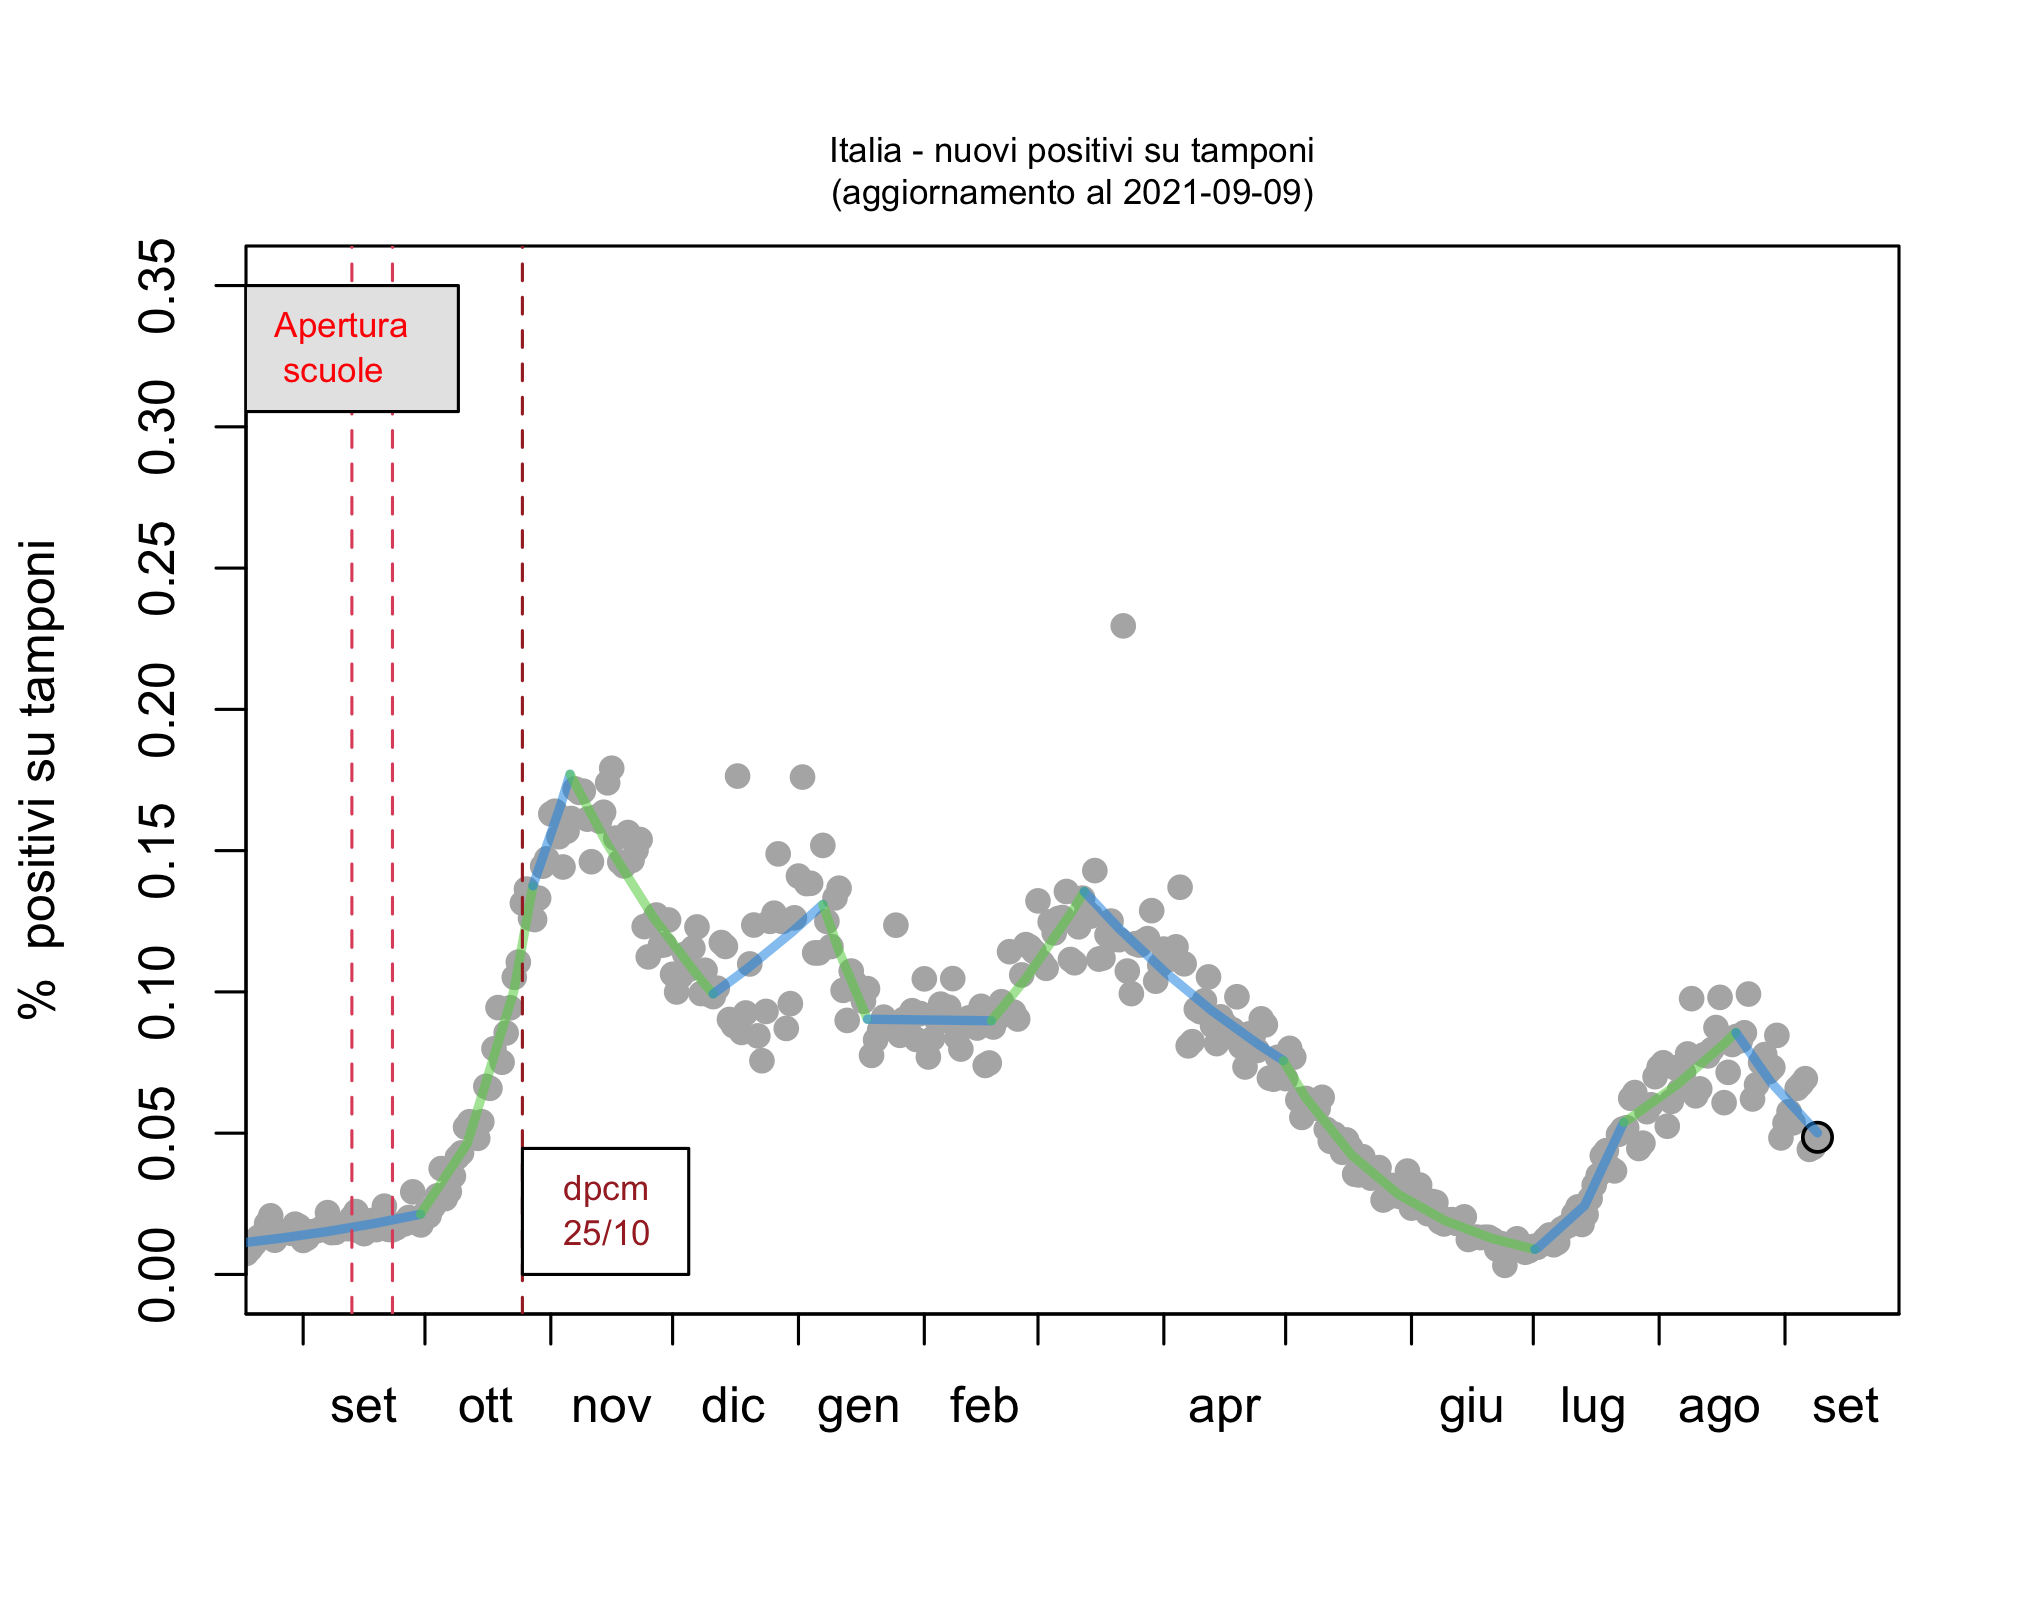 Italia - nuovi positivi su tamponi
(aggiornamento al 2021-09-09)
% positivi su tamponi
0.35
0.30
0.25
0.20
0.15
0.10
0.05
0.00
Apertura
scuole
dpcm
25/10
set ott nov dic gen feb apr giu lug ago set